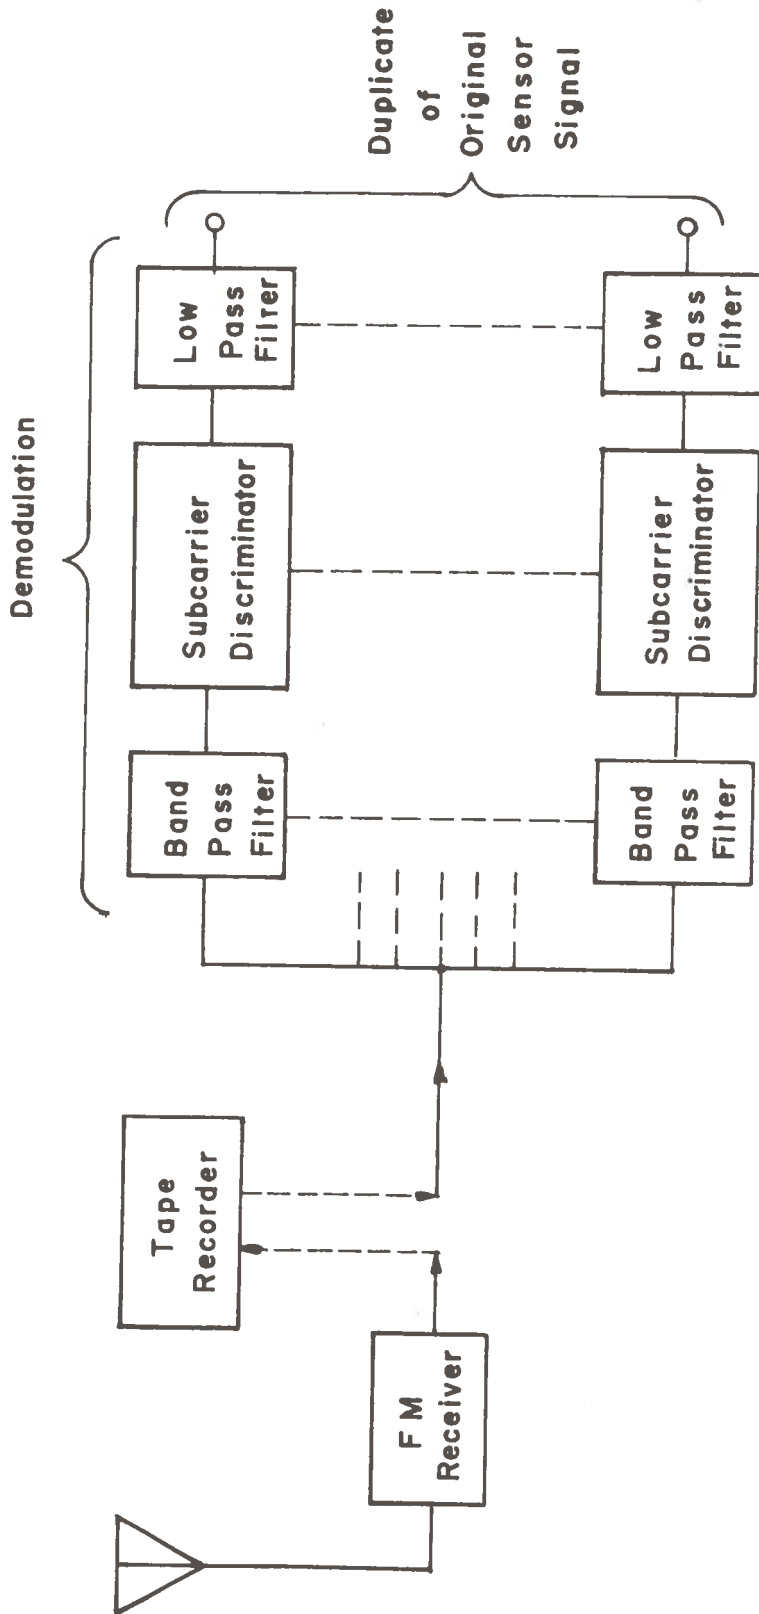 Demodulation
Tape
Recorder
FM
Receiver
Band
Pass
Filter
Subcarrier
Discriminator
Low
Pass
Filter
Band
Pass
Filter
Subcarrier
Discriminator
Low
Pass
Filter
Duplicate
of
Original
Sensor
Signal